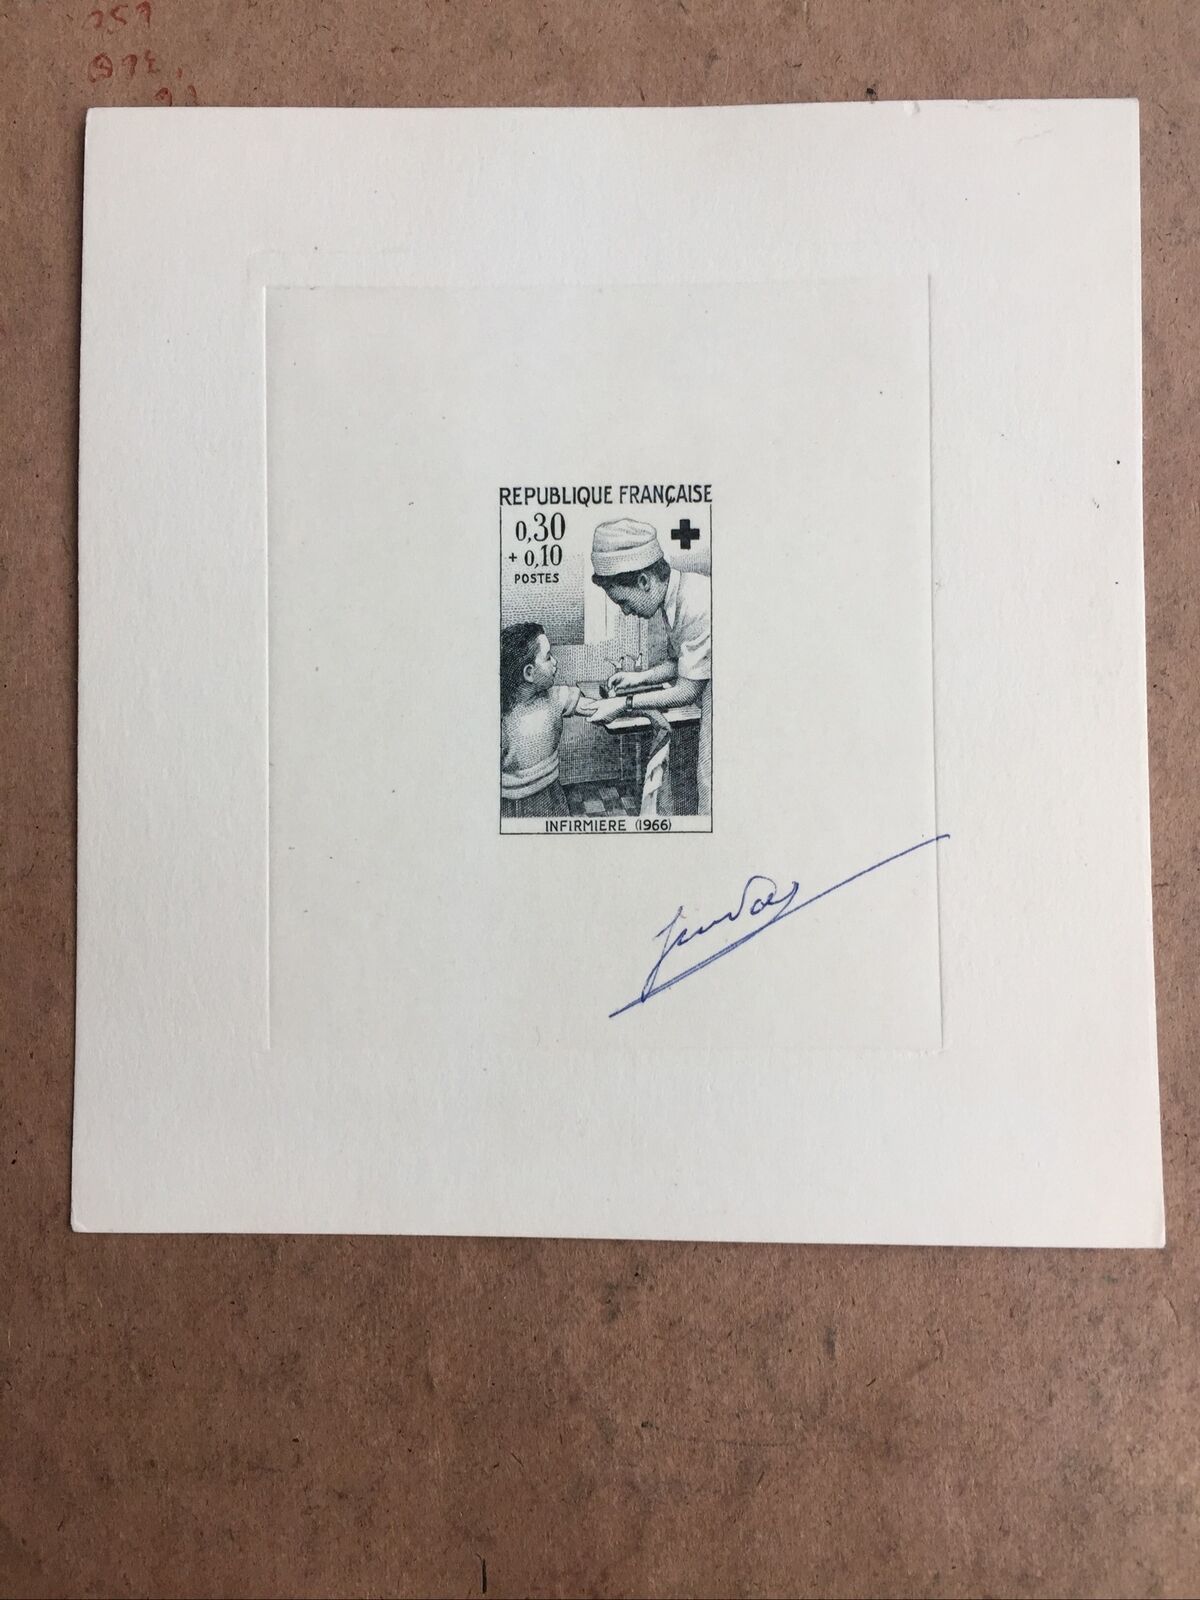 REPUBLIQUE FRANÇAISE
0,30
+ 0,10
POSTES
INFIRMIERE (1966)